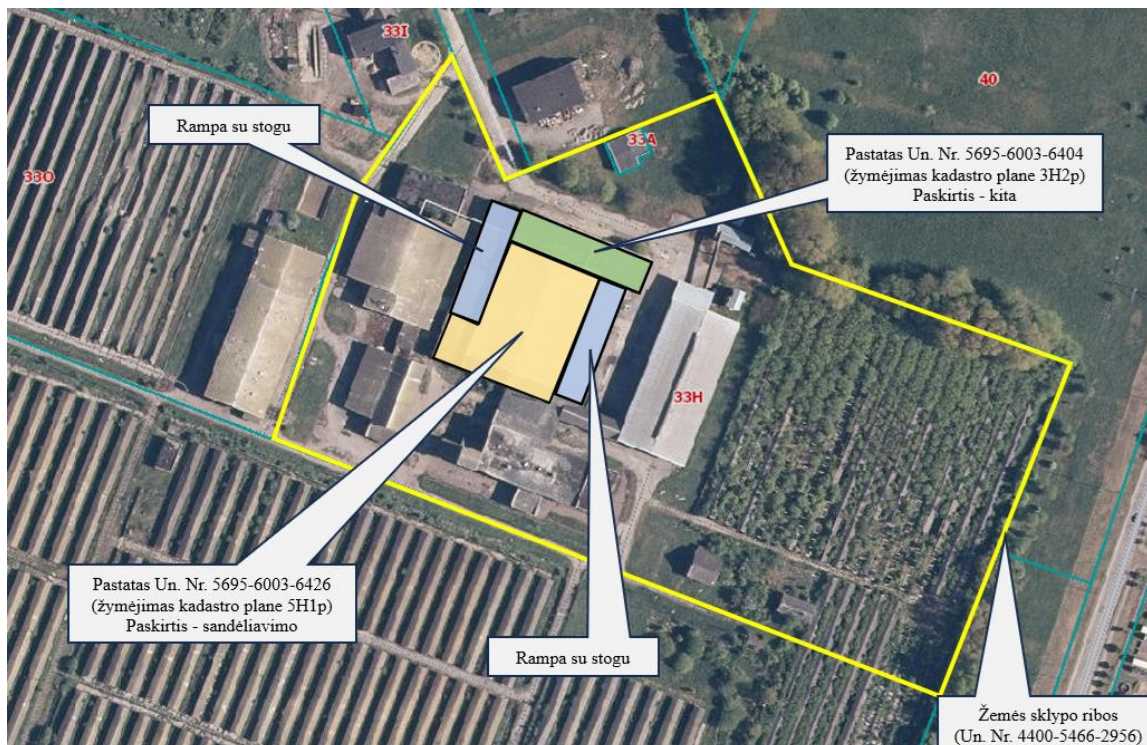 33I
40
Rampa su stogu
33A
Pastatas Un. Nr. 5695-6003-6404
(žymėjimas kadastro plane 3H2p)
Paskirtis - kita
33O
33H
Pastatas Un. Nr. 5695-6003-6426
(žymėjimas kadastro plane 5H1p)
Paskirtis - sandėliavimo
Rampa su stogu
Žemės sklypo ribos
(Un. Nr. 4400-5466-2956)